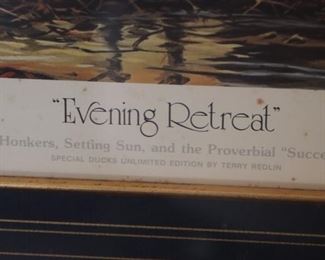 "Evening Retreat"
Honkers, Setting Sun, and the Proverbial "Succe
SPECIAL DUCKS UNLIMITED EDITION BY TERRY REDLIN